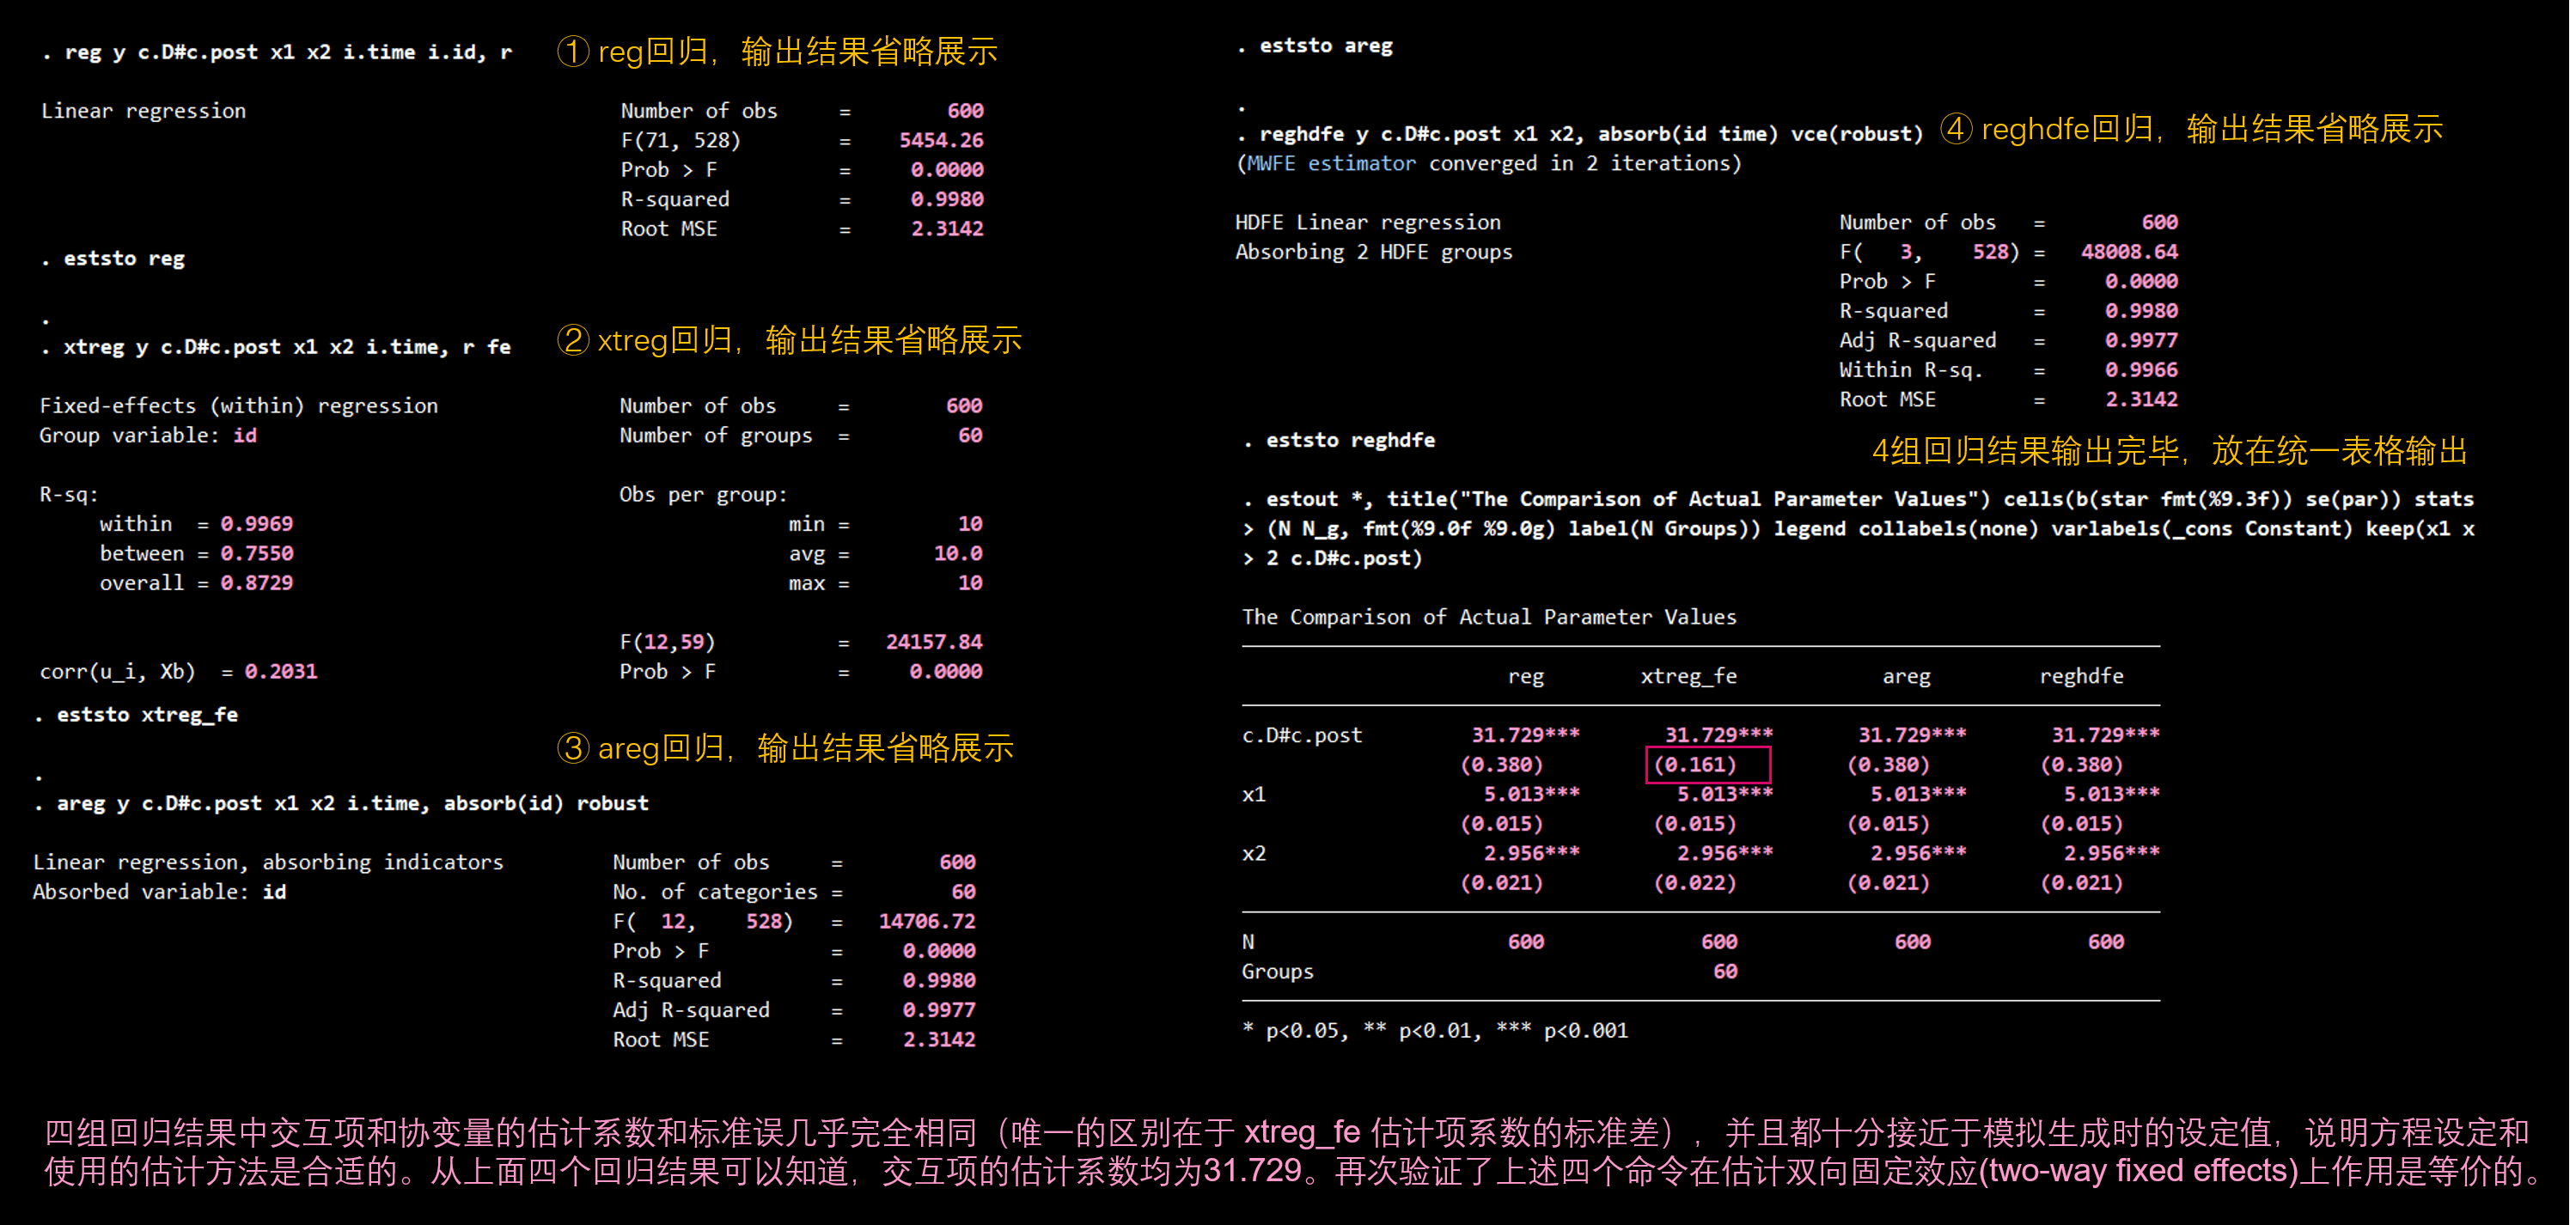 . reg y c.D#c.post x1 x2 i.time i.id, r
① reg回归，输出结果省略展示
Linear regression Number of obs = 600
F(71, 528) = 5454.26
Prob > F = 0.0000
R-squared = 0.9980
Root MSE = 2.3142
. eststo reg
.
. xtreg y c.D#c.post x1 x2 i.time, r fe
② xtreg回归，输出结果省略展示
Fixed-effects (within) regression Number of obs = 600
Group variable: id Number of groups = 60
R-sq: Obs per group:
within = 0.9969 min = 10
between = 0.7550 avg = 10.0
overall = 0.8729 max = 10
F(12,59) = 24157.84
corr(u_i, Xb) = 0.2031 Prob > F = 0.0000
. eststo xtreg_fe
③ areg回归，输出结果省略展示
.
. areg y c.D#c.post x1 x2 i.time, absorb(id) robust
Linear regression, absorbing indicators Number of obs = 600
Absorbed variable: id No. of categories = 60
F( 12, 528) = 14706.72
Prob > F = 0.0000
R-squared = 0.9980
Adj R-squared = 0.9977
Root MSE = 2.3142
. eststo areg
.
. reghdfe y c.D#c.post x1 x2, absorb(id time) vce(robust)
④ reghdfe回归，输出结果省略展示
(MWFE estimator converged in 2 iterations)
HDFE Linear regression Number of obs = 600
Absorbing 2 HDFE groups F( 3, 528) = 48008.64
Prob > F = 0.0000
R-squared = 0.9980
Adj R-squared = 0.9977
Within R-sq. = 0.9966
Root MSE = 2.3142
. eststo reghdfe
4组回归结果输出完毕，放在统一表格输出
. estout *, title("The Comparison of Actual Parameter Values") cells(b(star fmt(%9.3f)) se(par)) stats
> (N N_g, fmt(%9.0f %9.0g) label(N Groups)) legend collabels(none) varlabels(_cons Constant) keep(x1 x
> 2 c.D#c.post)
The Comparison of Actual Parameter Values
reg xtreg_fe areg reghdfe
c.D#c.post 31.729*** 31.729*** 31.729*** 31.729***
(0.380) (0.161) (0.380) (0.380)
x1 5.013*** 5.013*** 5.013*** 5.013***
(0.015) (0.015) (0.015) (0.015)
x2 2.956*** 2.956*** 2.956*** 2.956***
(0.021) (0.022) (0.021) (0.021)
N 600 600 600 600
Groups 60
* p<0.05, ** p<0.01, *** p<0.001
四组回归结果中交互项和协变量的估计系数和标准误几乎完全相同（唯一的区别在于 xtreg_fe 估计项系数的标准差），并且都十分接近于模拟生成时的设定值，说明方程设定和
使用的估计方法是合适的。从上面四个回归结果可以知道，交互项的估计系数均为31.729。再次验证了上述四个命令在估计双向固定效应(two-way fixed effects)上作用是等价的。